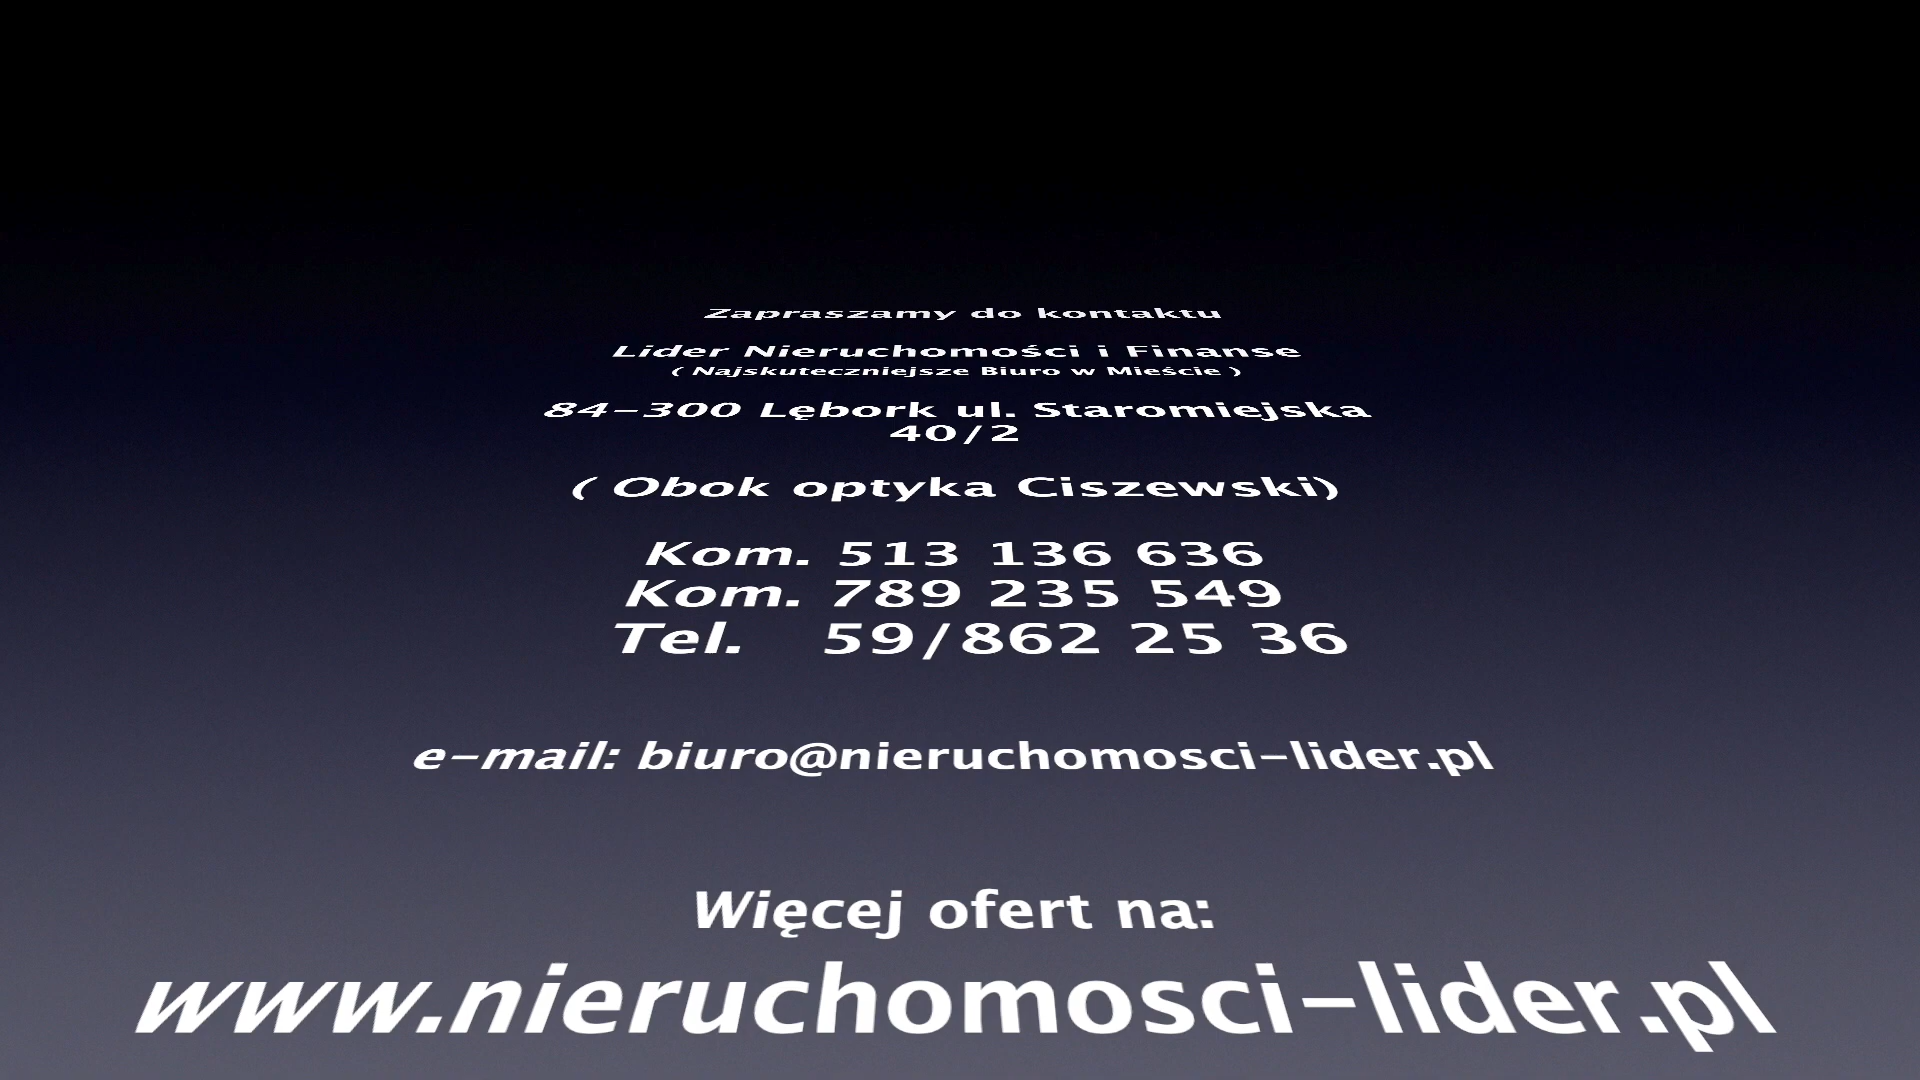 Zapraszamy do kontaktu
Lider Nieruchomości i Finanse
( Najskuteczniejsze Biuro w Mieście )
84-300 Lębork ul. Staromiejska
40/2
( Obok optyka Ciszewski)
Kom. 513 136 636
Kom. 789 235 549
Tel. 59/862 25 36
e-mail: biuro@nieruchomosci-lider.pl
Więcej ofert na:
www.nieruchomosci-lider.pl